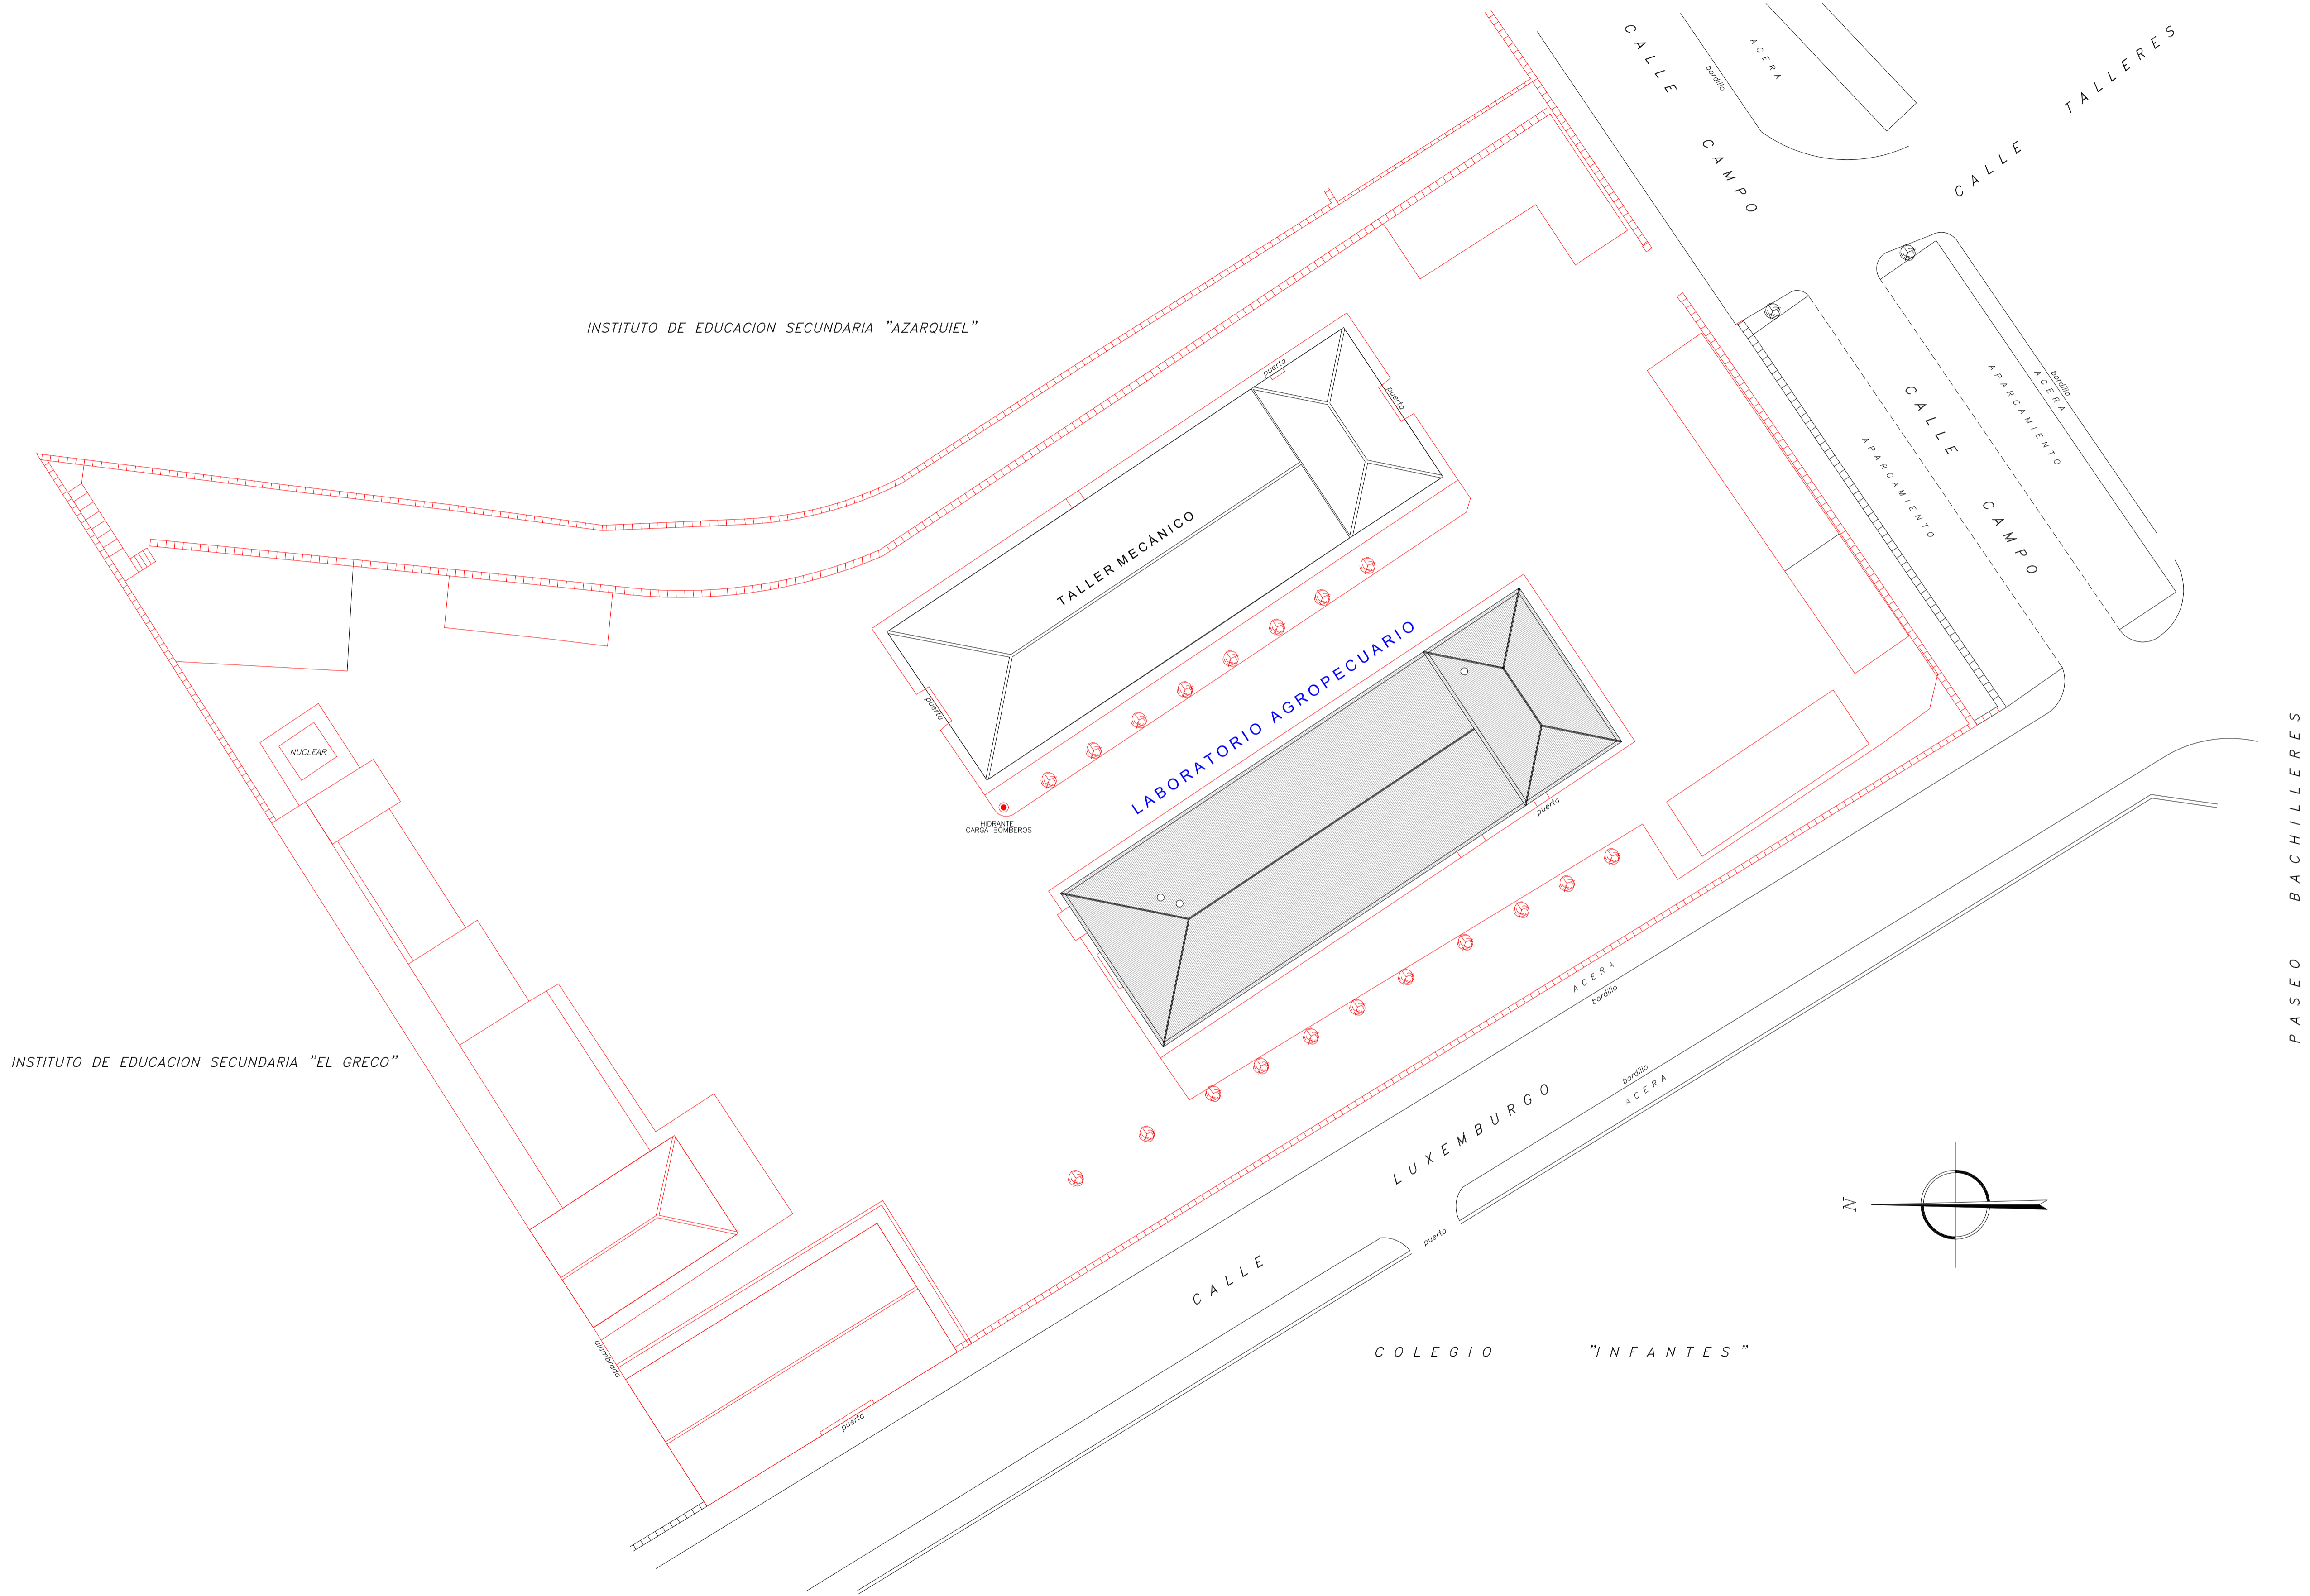 CALLE CAMPO
bordillo
ACERA
CALLE TALLERES
INSTITUTO DE EDUCACION SECUNDARIA "AZARQUIEL"
puerta
puerta
TALLER MECÁNICO
puerta
CALLE CAMPO
APARCAMIENTO
APARCAMIENTO
ACERA
bordillo
NUCLEAR
LABORATORIO AGROPECUARIO
HIDRANTE
CARGA BOMBEROS
puerta
PASEO BACHILLERES
ACERA
bordillo
INSTITUTO DE EDUCACION SECUNDARIA "EL GRECO"
bordillo
ACERA
CALLE LUXEMBURGO
puerta
N
alambrada
puerta
COLEGIO "INFANTES"